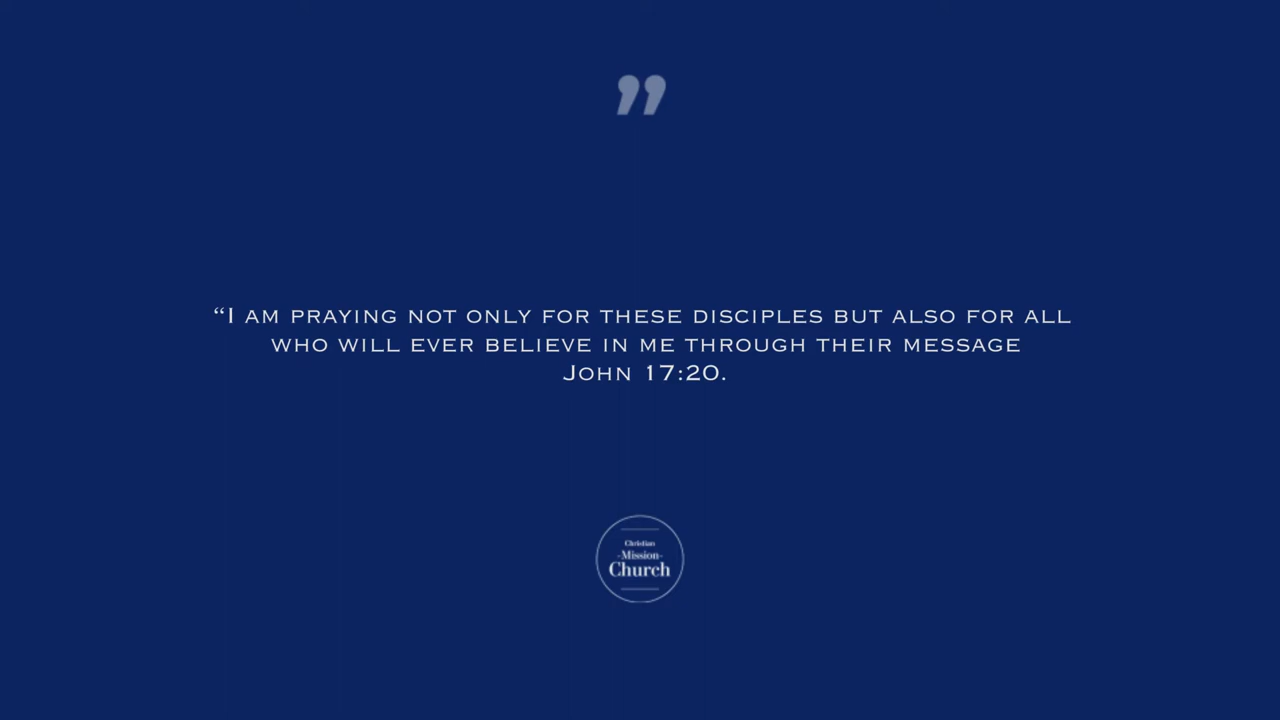 ”
“I AM PRAYING NOT ONLY FOR THESE DISCIPLES BUT ALSO FOR ALL
WHO WILL EVER BELIEVE IN ME THROUGH THEIR MESSAGE
JOHN 17:20.
Christian
-Mission-
Church